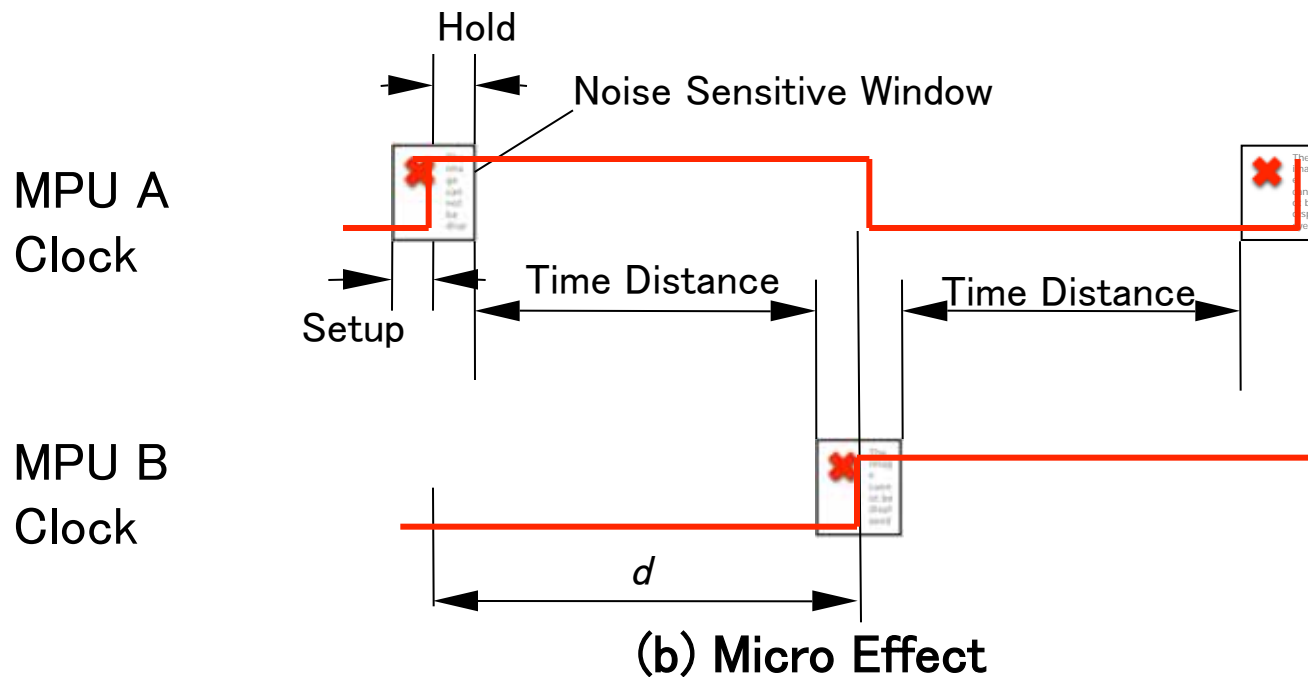 Hold
Noise Sensitive Window
MPU A
Clock
Time Distance
Time Distance
Setup
MPU B
Clock
d
(b) Micro Effect